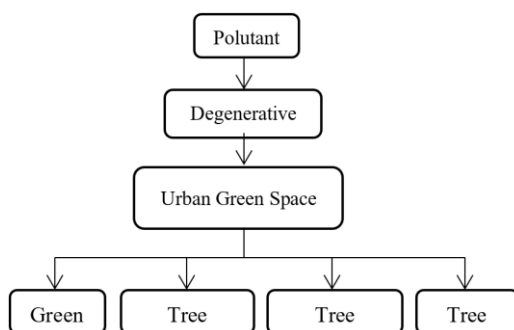 Polutant
Degenerative
Urban Green Space
Green
Tree
Tree
Tree